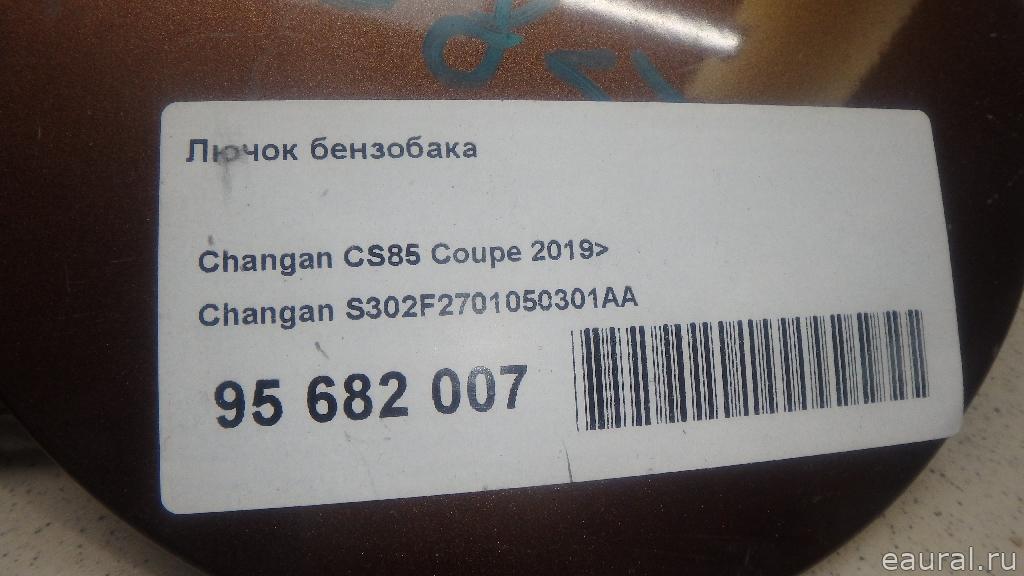 Лючок бензобака
Changan CS85 Coupe 2019>
Changan S302F2701050301AA
95 682 007
eaural.ru